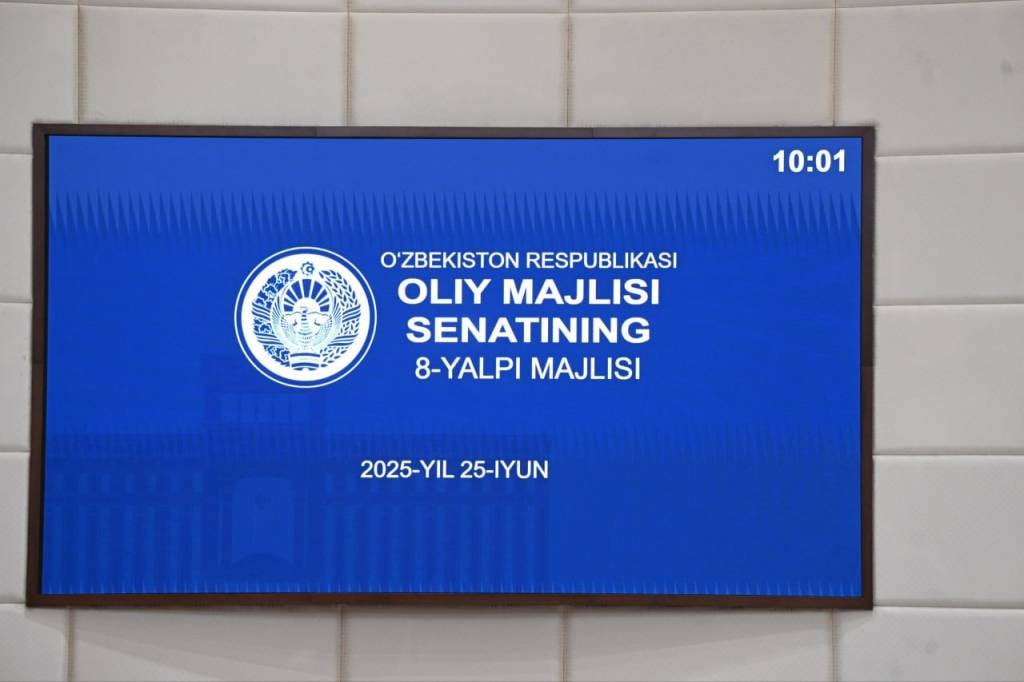 10:01
O‘ZBEKISTON RESPUBLIKASI
OLIY MAJLISI
SENATINING
8-YALPI MAJLISI
2025-YIL 25-IYUN